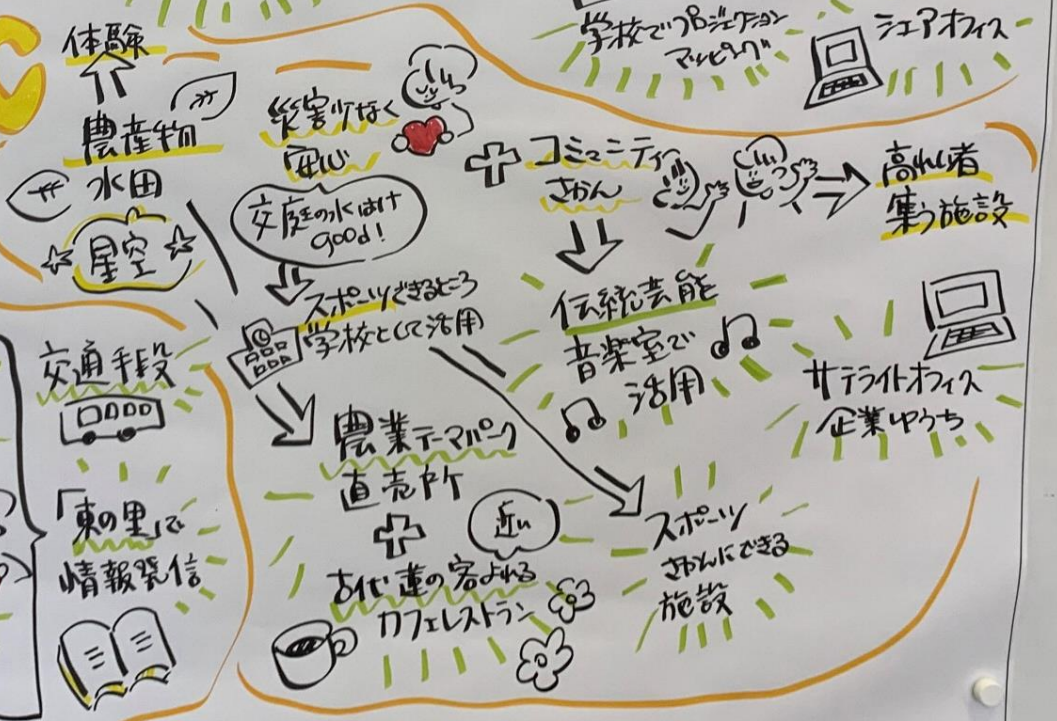 体験
農産物
水田
星空
災害少なく
安心
校庭の水はけ
good!
スポーツできるところ
学校として活用
学校でプロジェクション
マッピング
シェアオフィス
コミュニティ
さかん
高れい者
集う施設
伝統芸能
音楽室で
活用
サテライトオフィス
企業ゆうち
交通手段
「東の里」で
情報発信
農業テーマパーク
直売所
近い
古代蓮の客よれる
カフェレストラン
スポーツ
さかんにできる
施設